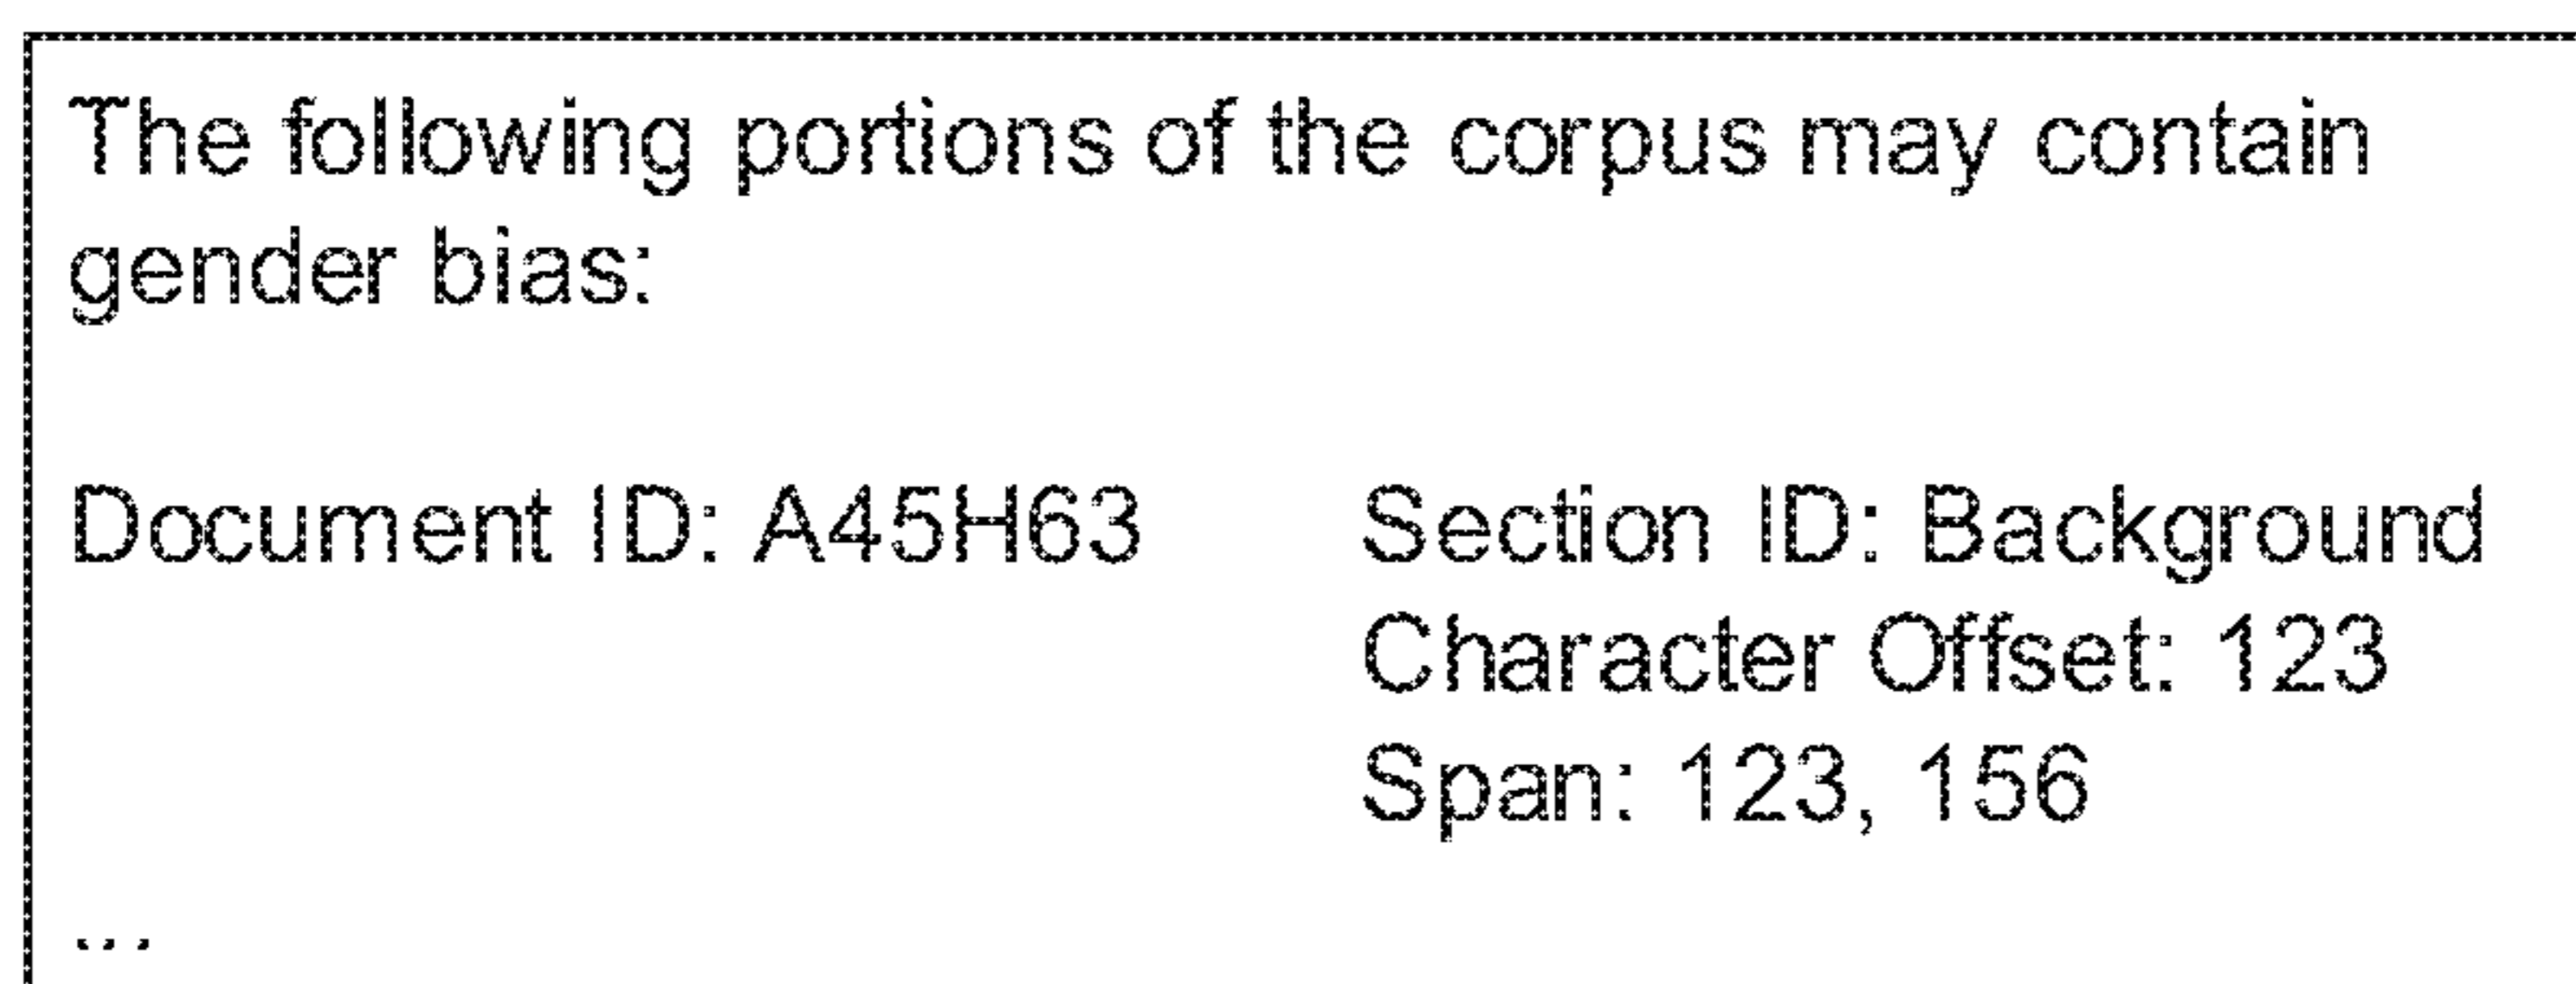 The following portions of the corpus may contain
gender bias:
Document ID: A45H63 Section ID: Background
Character Offset: 123
Span: 123, 156
...